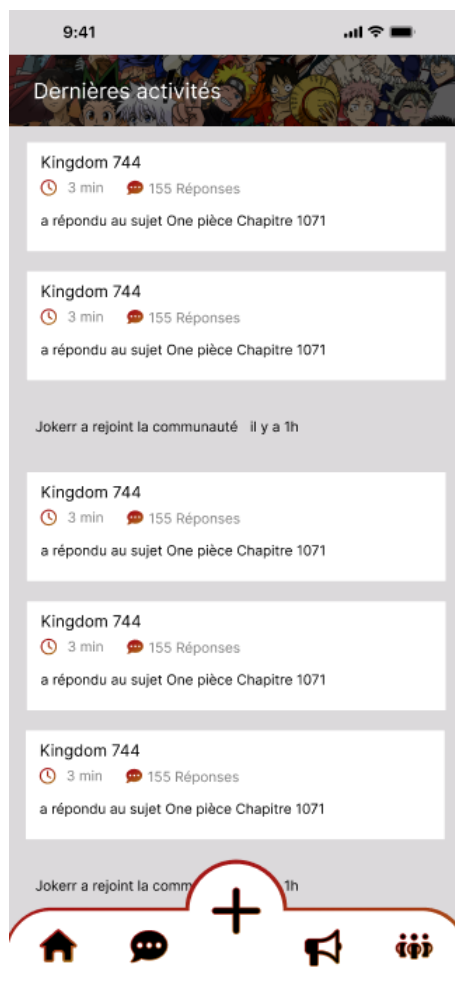 9:41
Dernières activités
Kingdom 744
3 min 155 Réponses
a répondu au sujet One pièce Chapitre 1071
Kingdom 744
3 min 155 Réponses
a répondu au sujet One pièce Chapitre 1071
Jokerr a rejoint la communauté il y a 1h
Kingdom 744
3 min 155 Réponses
a répondu au sujet One pièce Chapitre 1071
Kingdom 744
3 min 155 Réponses
a répondu au sujet One pièce Chapitre 1071
Kingdom 744
3 min 155 Réponses
a répondu au sujet One pièce Chapitre 1071
Jokerr a rejoint la comm 1h